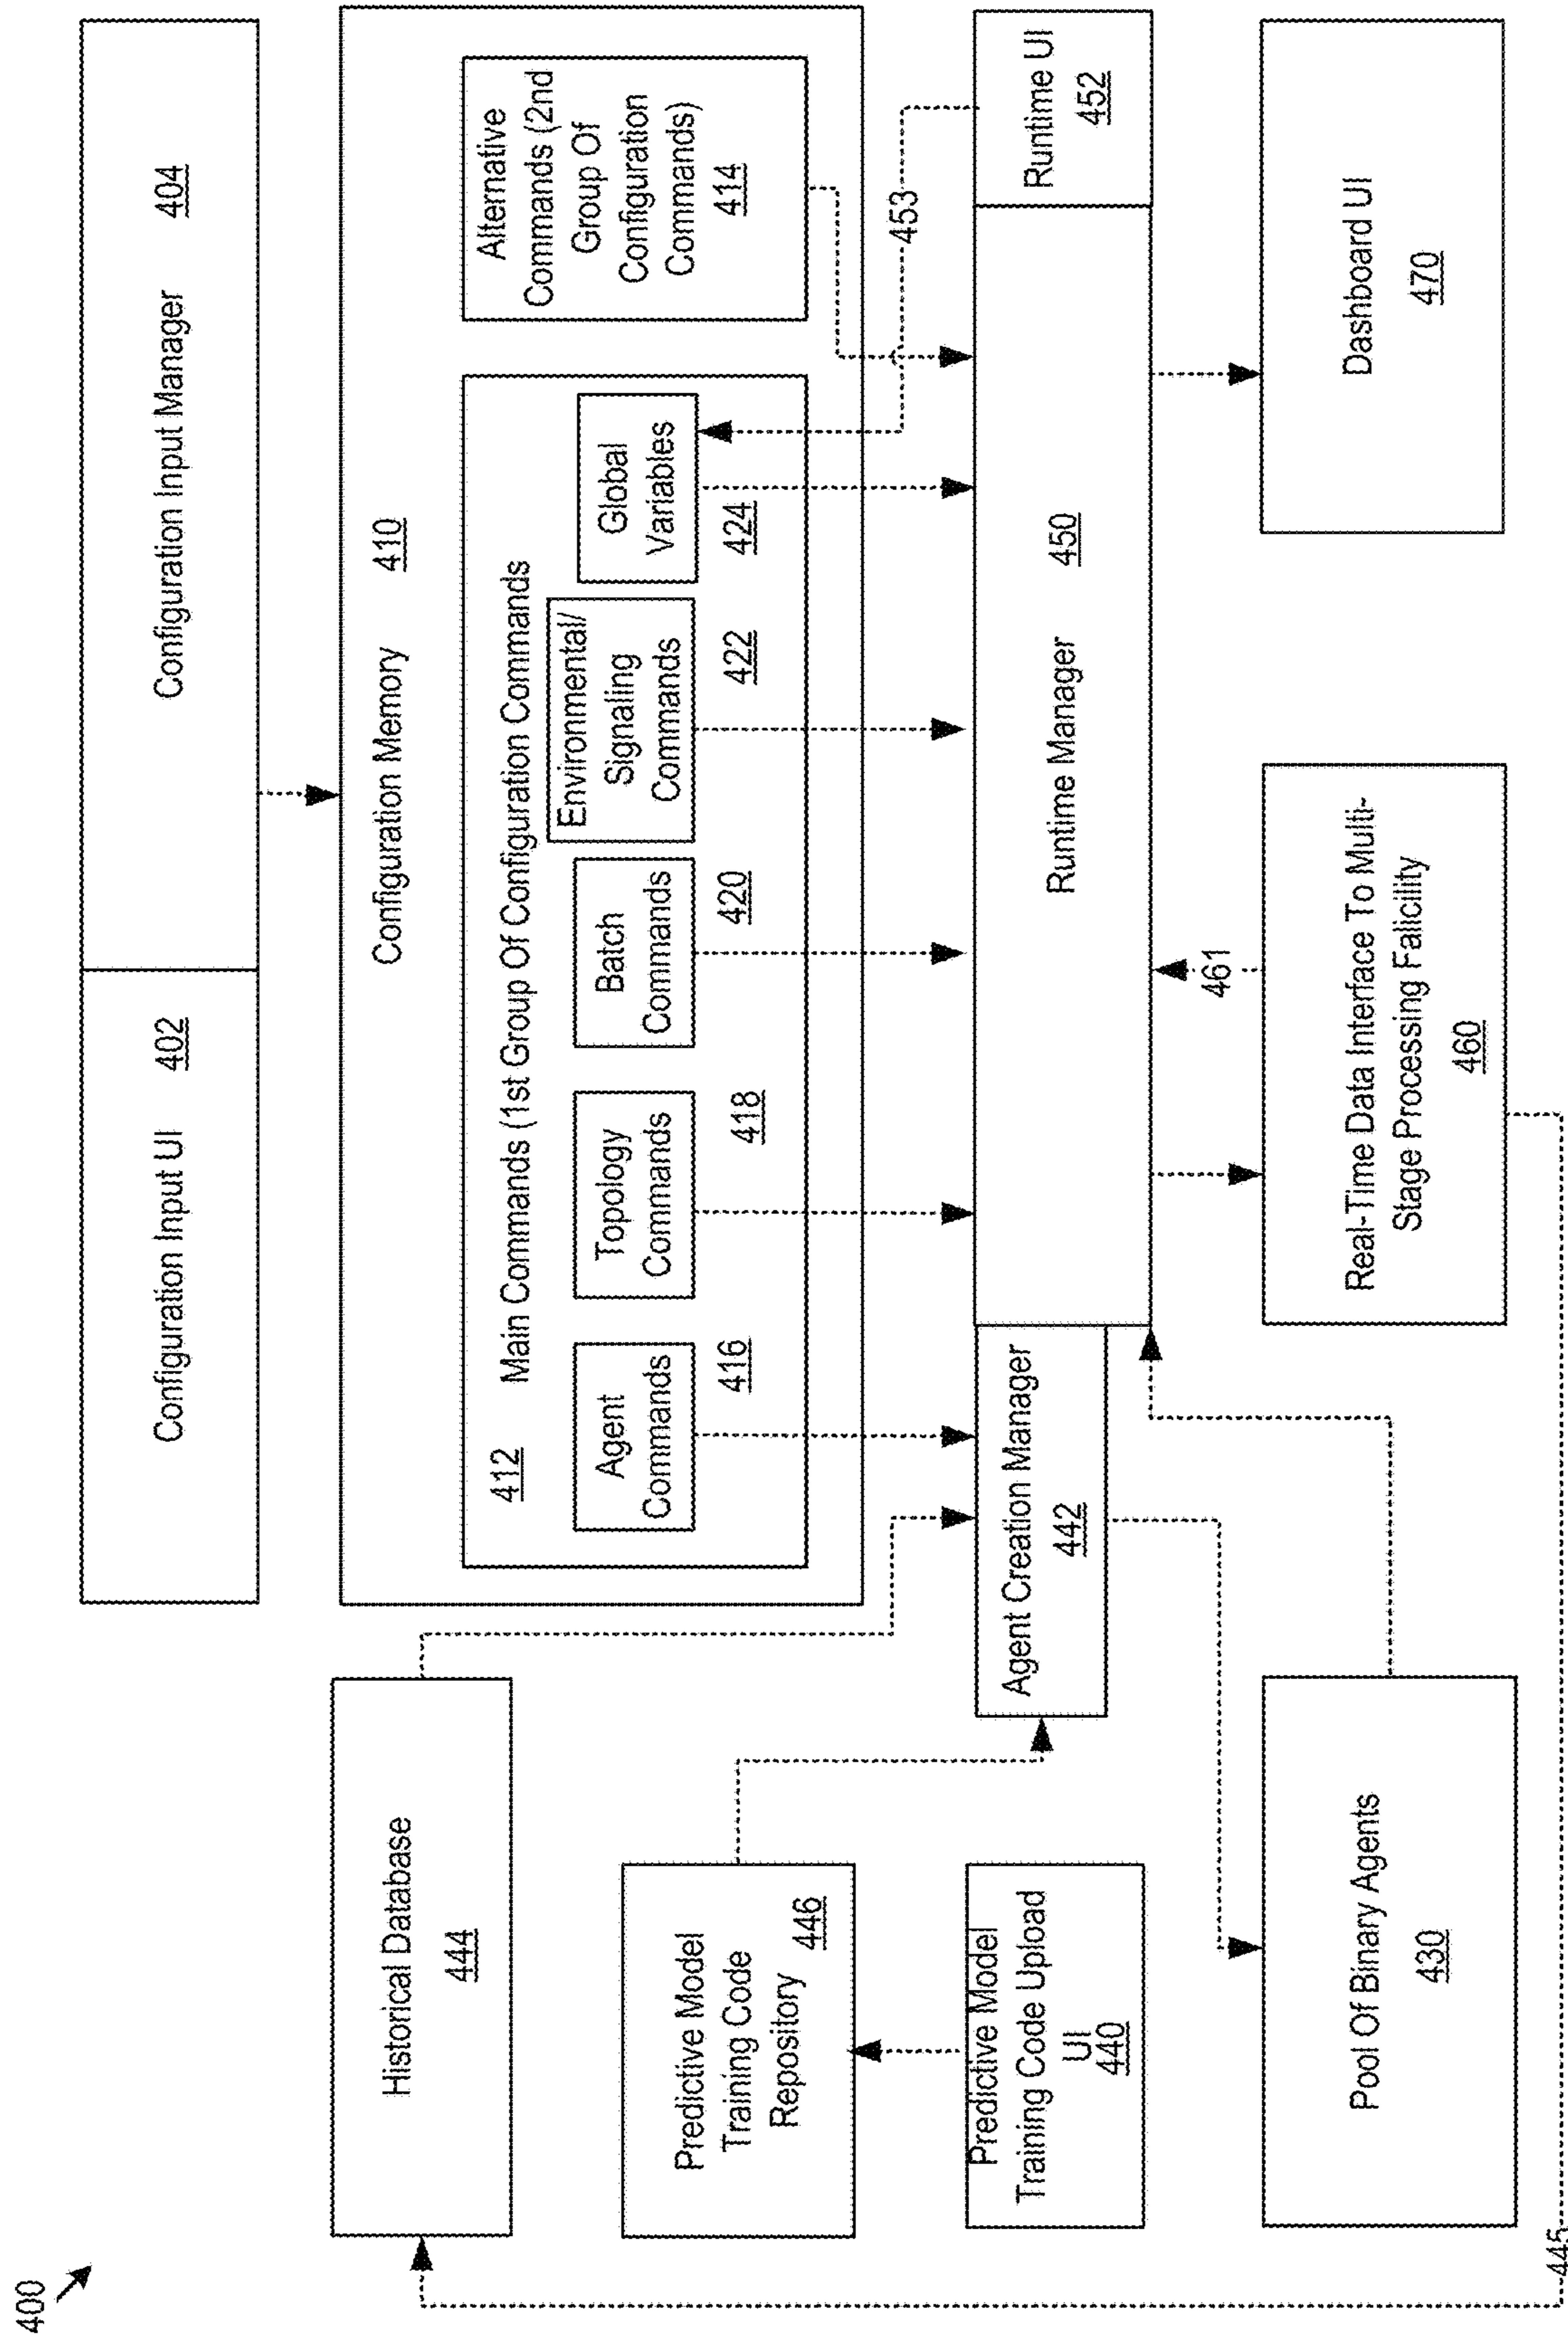 400
Configuration Input UI
402
Configuration Input Manager
404
Historical Database
444
Configuration Memory
410
412
Main Commands (1st Group Of Configuration Commands
Agent
Commands
416
Topology
Commands
418
Batch
Commands
420
Environmental/
Signaling
Commands
422
Global
Variables
424
Alternative
Commands (2nd
Group Of
Configuration
Commands)
414
453
Predictive Model
Training Code
Repository
446
Predictive Model
Training Code Upload
UI
440
Agent Creation Manager
442
Runtime Manager
450
Runtime UI
452
461
Pool Of Binary Agents
430
Real-Time Data Interface To Multi-
Stage Processing Falicility
460
Dashboard UI
470
445